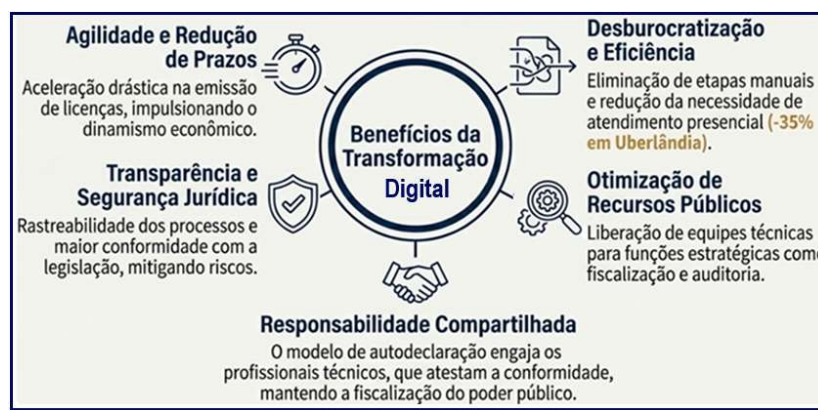 Agilidade e Redução
de Prazos
Aceleração drástica na emissão
de licenças, impulsionando o
dinamismo econômico.
Desburocratização
e Eficiência
Eliminação de etapas manuais
e redução da necessidade de
atendimento presencial (-35%
em Uberlândia).
Benefícios da
Transformação
Digital
Transparência e
Segurança Jurídica
Rastreabilidade dos processos e
maior conformidade com a
legislação, mitigando riscos.
Otimização de
Recursos Públicos
Liberação de equipes técnicas
para funções estratégicas como
fiscalização e auditoria.
Responsabilidade Compartilhada
O modelo de autodeclaração engaja os
profissionais técnicos, que atestam a conformidade,
mantendo a fiscalização do poder público.